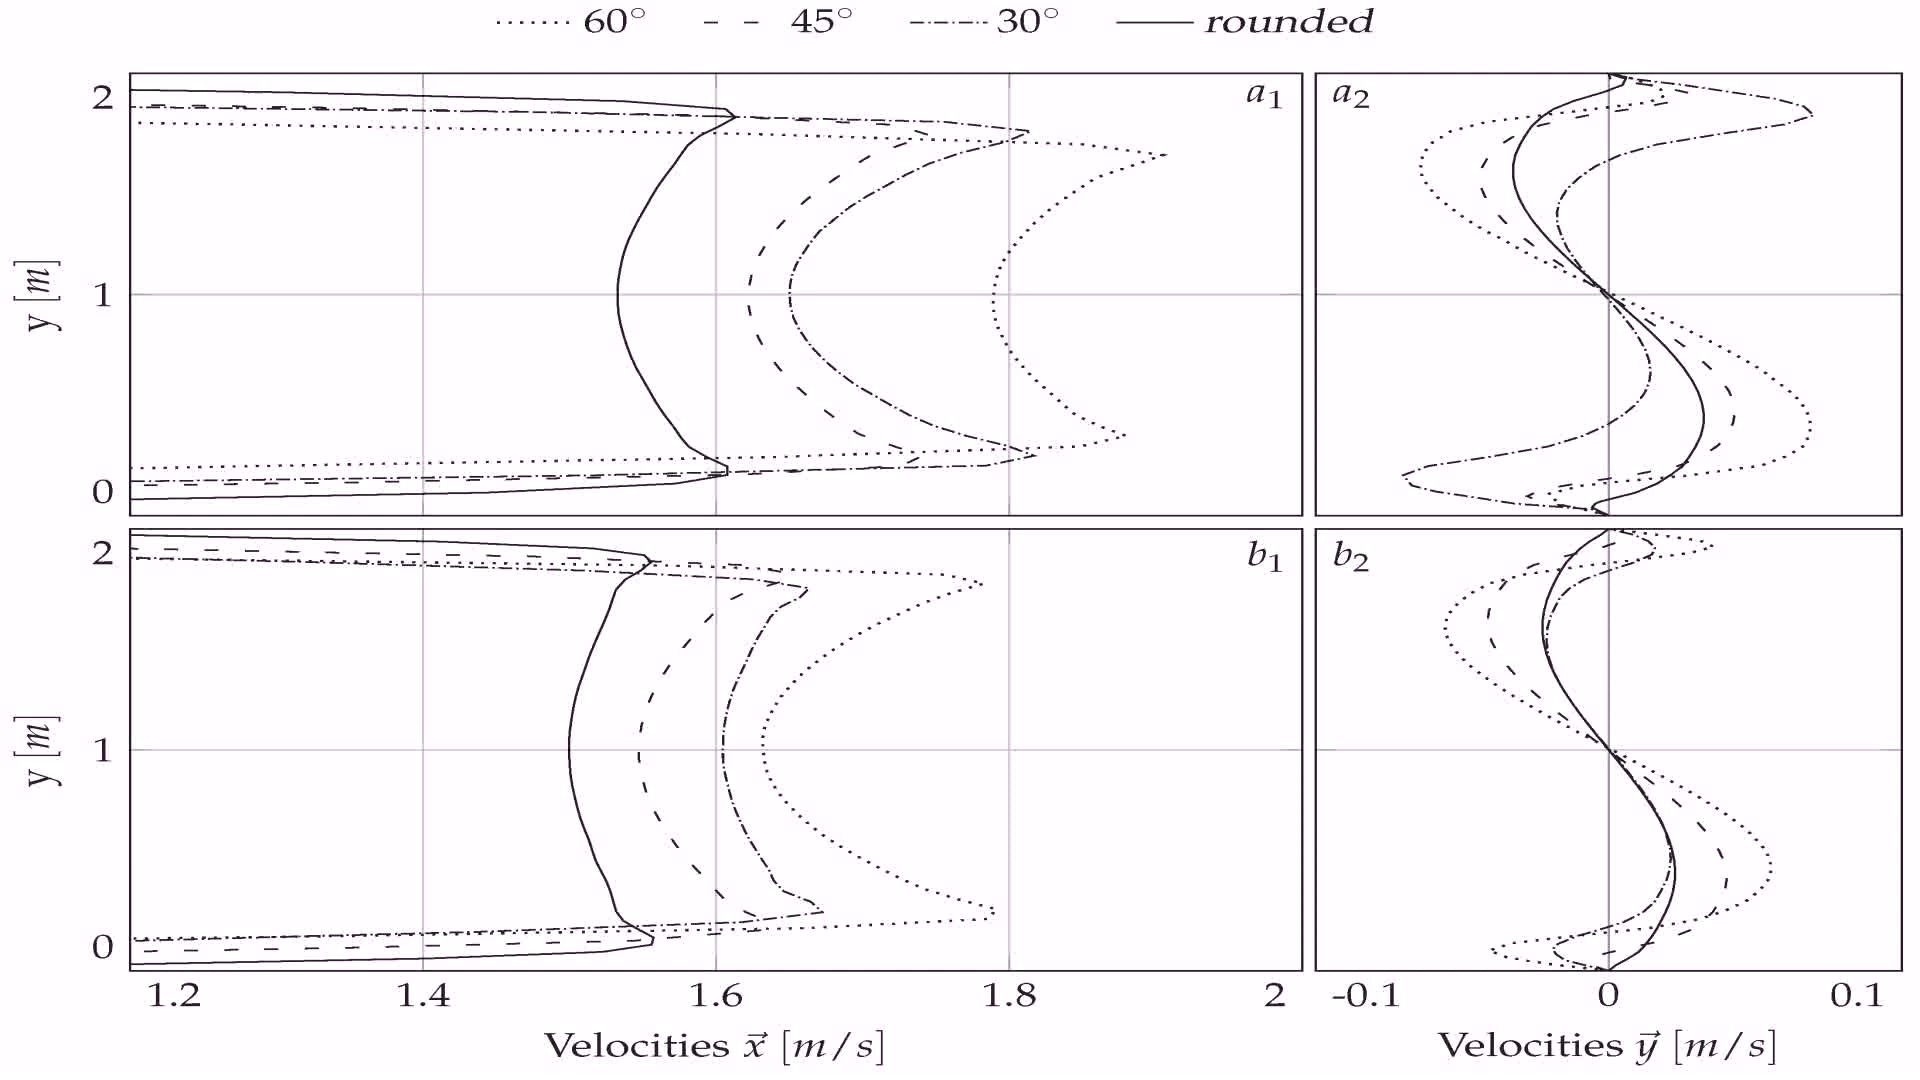 60° 45° 30° rounded
a₁ a₂
2
1
0
y [m]
b₁ b₂
2
1
0
y [m]
1.2 1.4 1.6 1.8 2 -0.1 0 0.1
Velocities x⃗ [m/s] Velocities y⃗ [m/s]